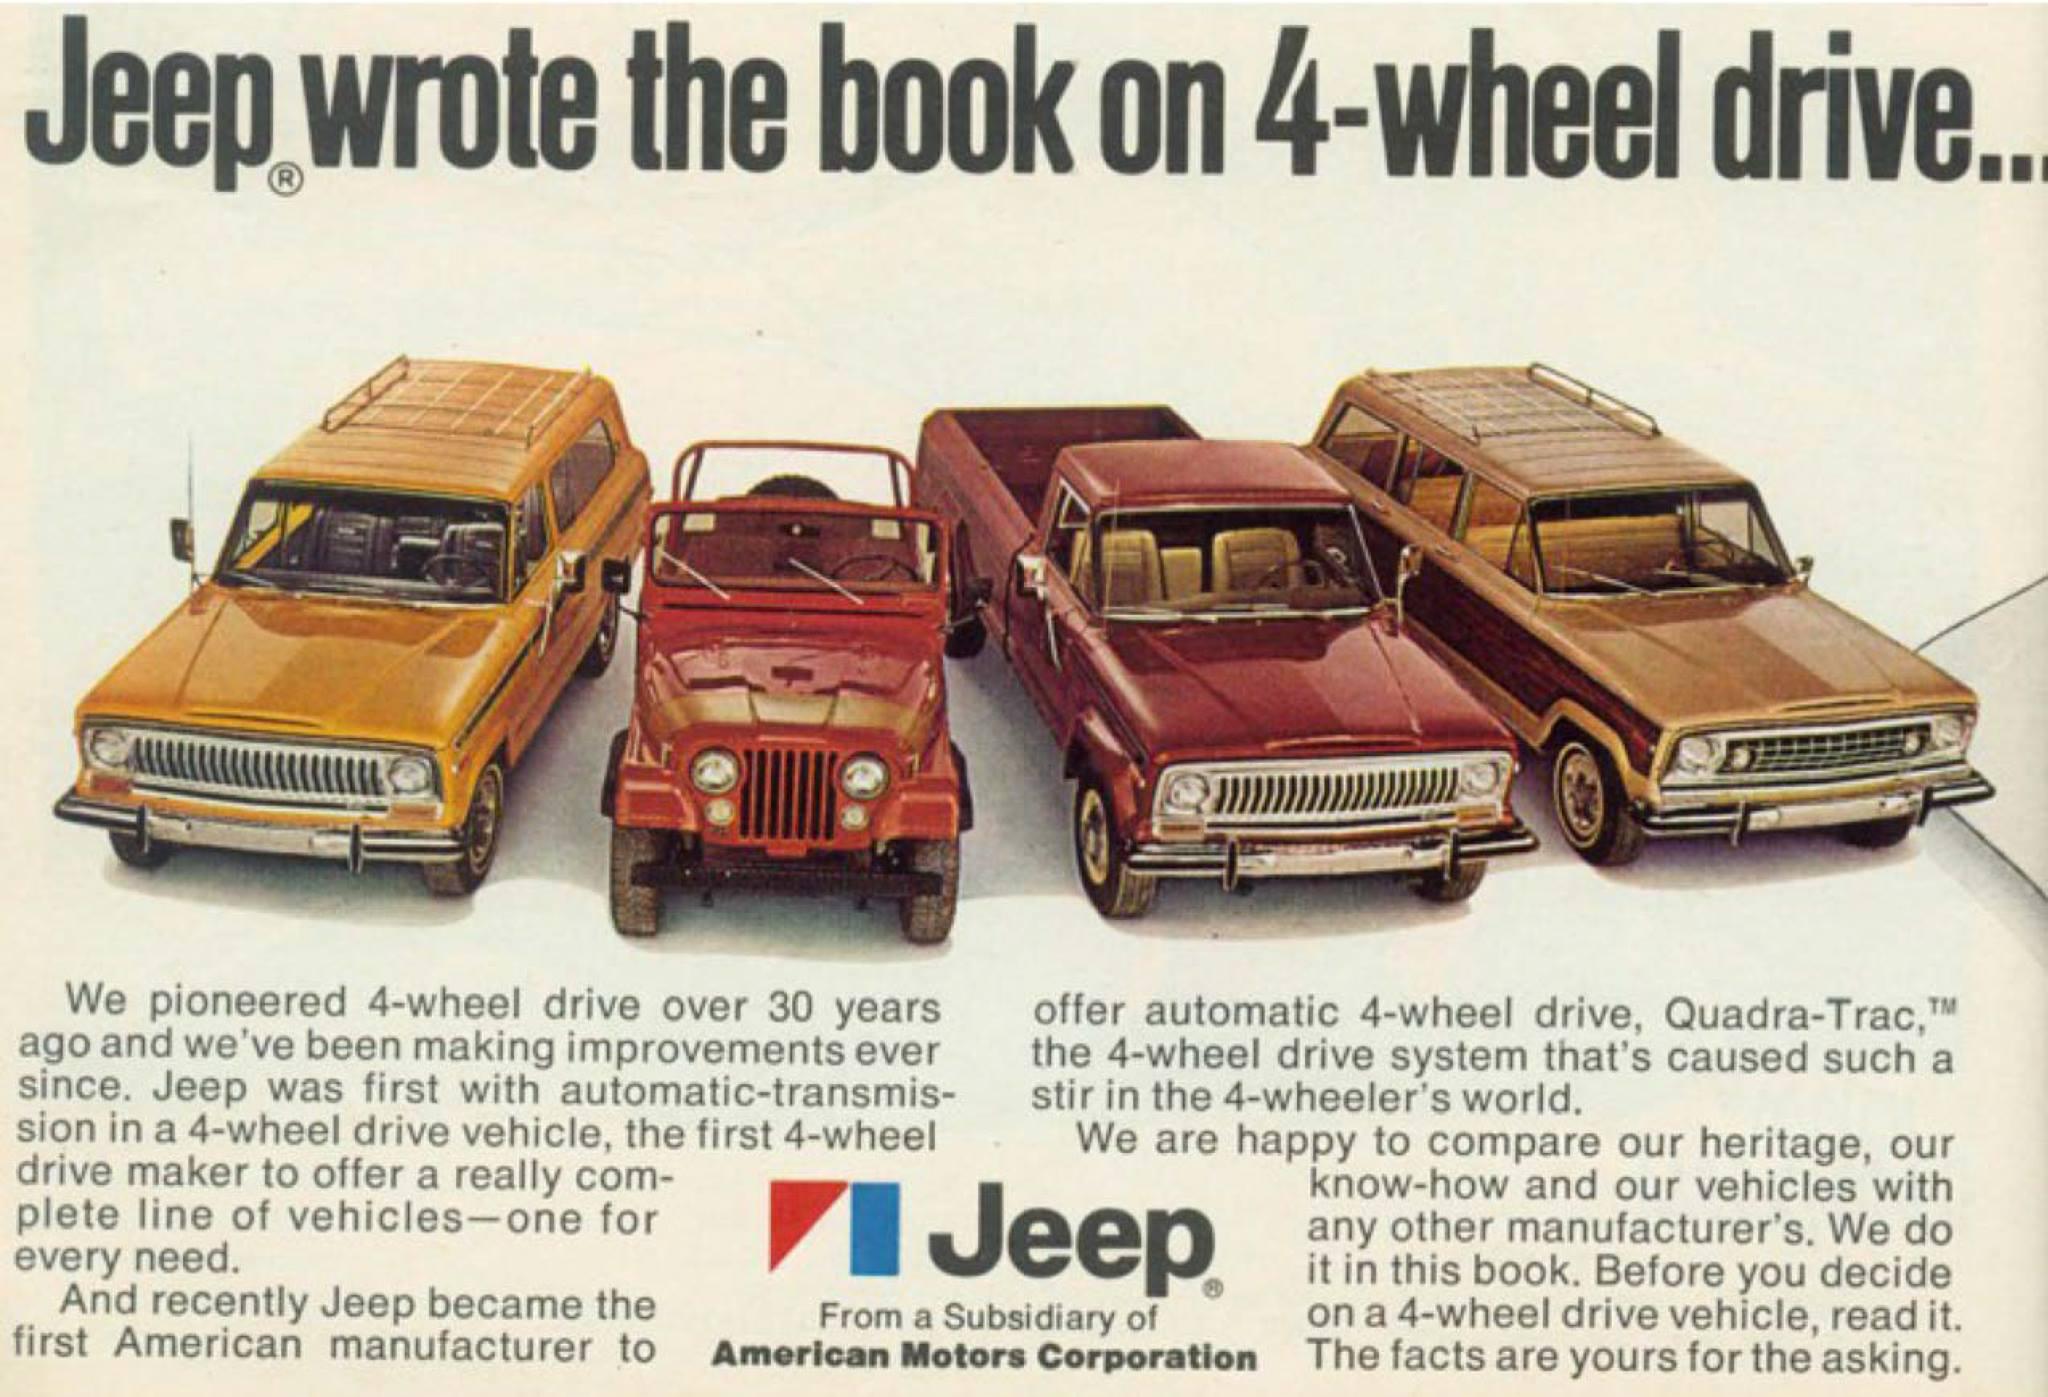 Jeep® wrote the book on 4-wheel drive...
We pioneered 4-wheel drive over 30 years
ago and we've been making improvements ever
since. Jeep was first with automatic-transmis-
sion in a 4-wheel drive vehicle, the first 4-wheel
drive maker to offer a really com-
plete line of vehicles—one for
every need.
And recently Jeep became the
first American manufacturer to
offer automatic 4-wheel drive, Quadra-Trac,™
the 4-wheel drive system that's caused such a
stir in the 4-wheeler's world.
We are happy to compare our heritage, our
know-how and our vehicles with
any other manufacturer's. We do
it in this book. Before you decide
on a 4-wheel drive vehicle, read it.
The facts are yours for the asking.
Jeep®
From a Subsidiary of
American Motors Corporation